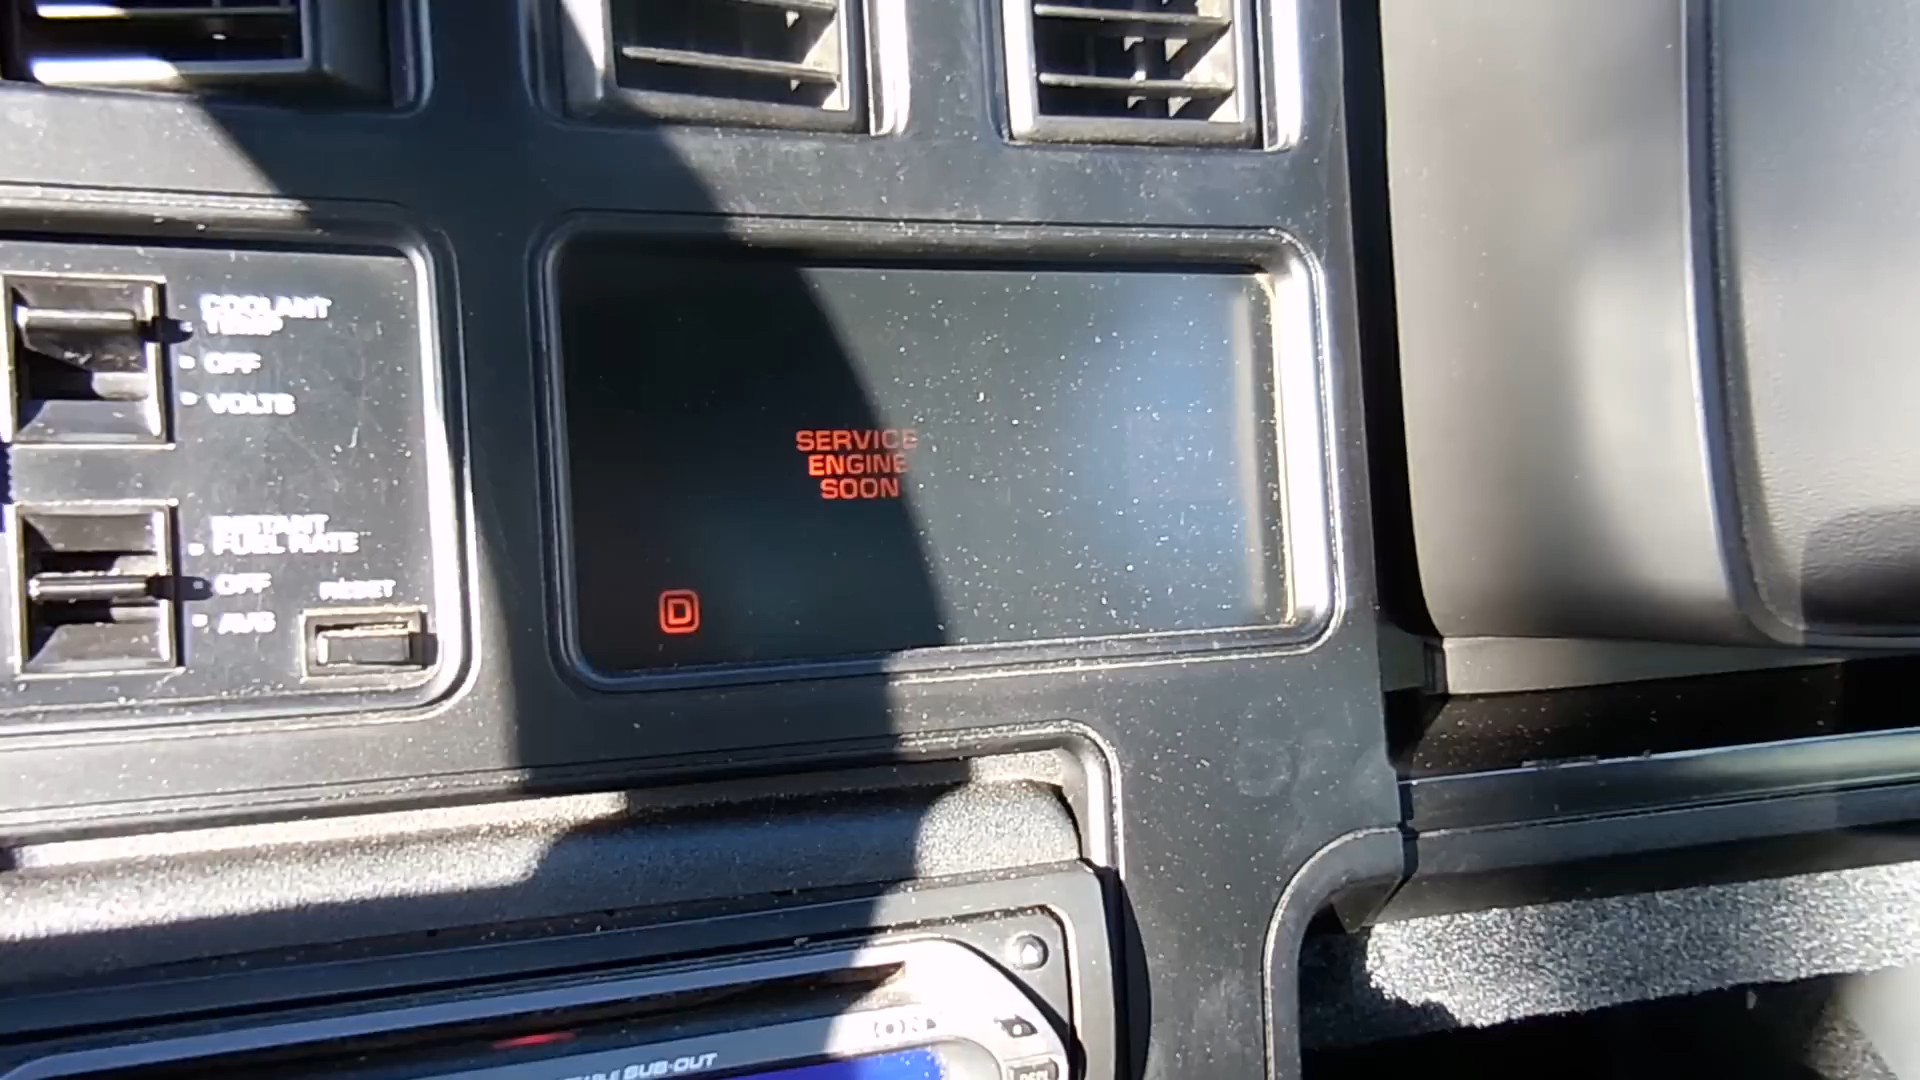 COOLANT
TEMP
OFF
VOLTS
INSTANT
FUEL RATE
OFF
AVG
RESET
SERVICE
ENGINE
SOON
D
SUB-OUT